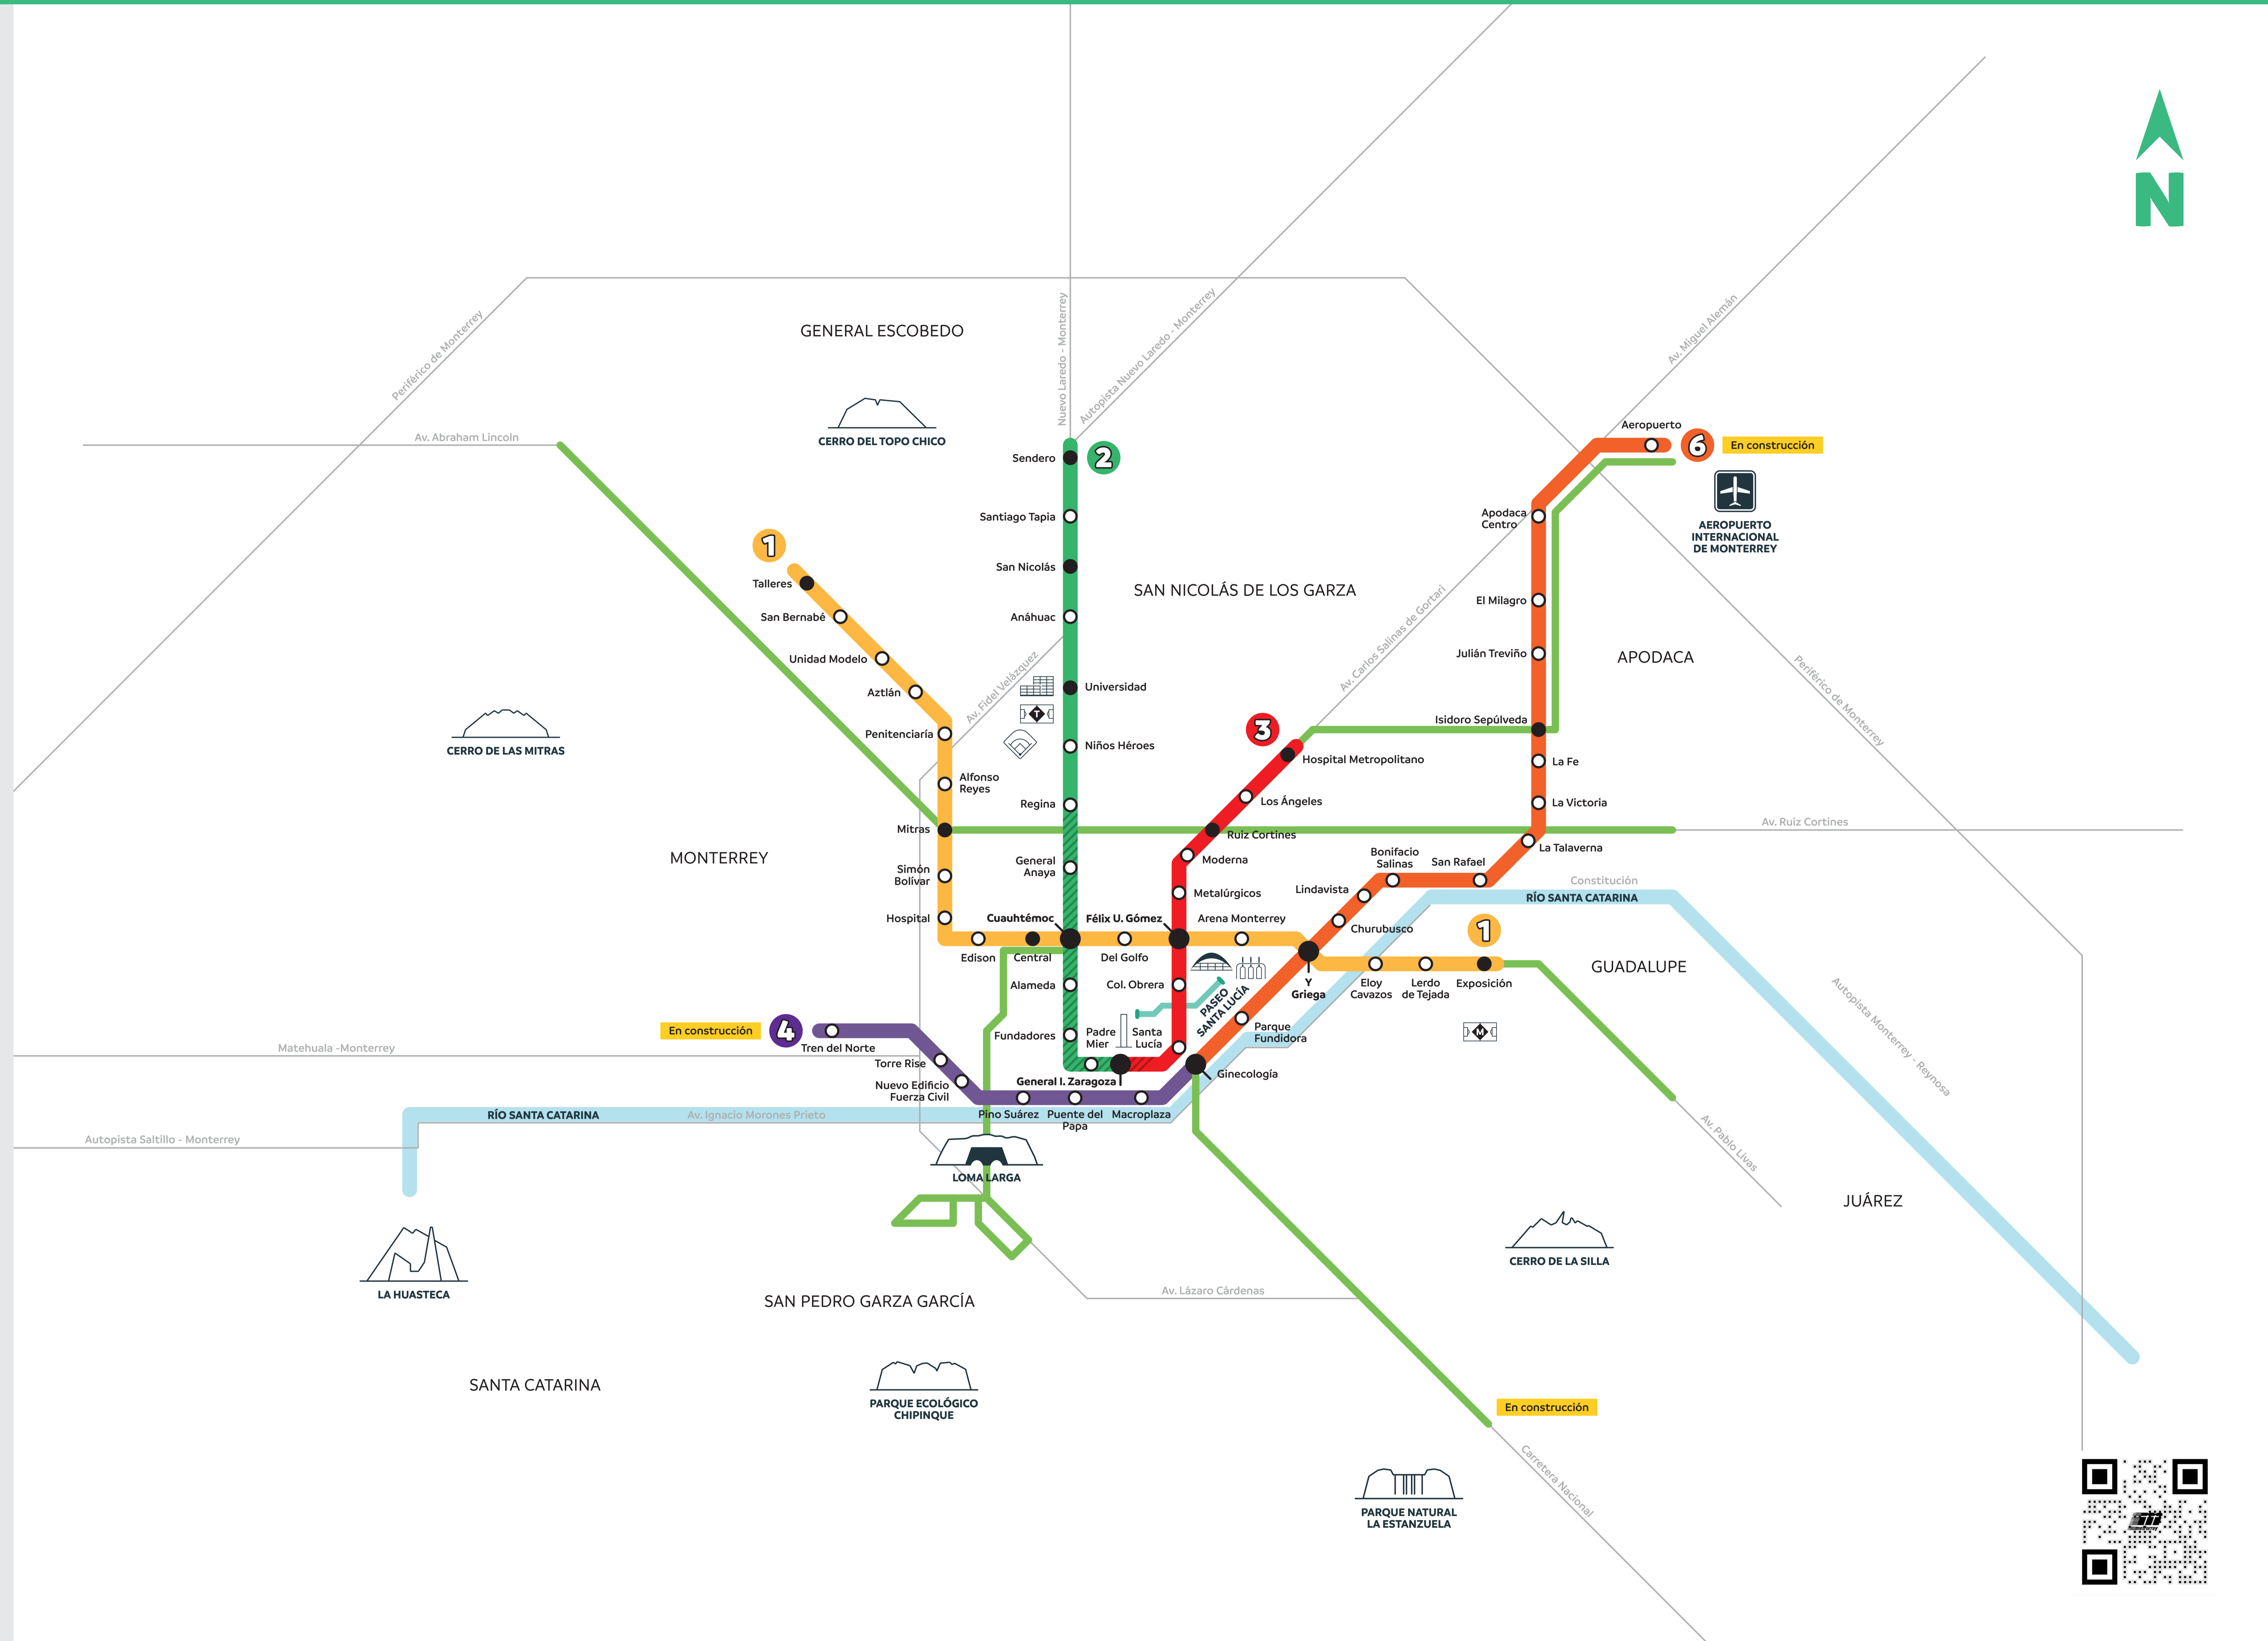 Nuevo Laredo - Monterrey
Autopista Nuevo Laredo - Monterrey
Periférico de Monterrey
Av. Miguel Alemán
N
GENERAL ESCOBEDO
CERRO DEL TOPO CHICO
Av. Abraham Lincoln
Sendero
2
Aeropuerto
6
En construcción
AEROPUERTO
INTERNACIONAL
DE MONTERREY
Santiago Tapia
Apodaca
Centro
1
Talleres
San Nicolás
SAN NICOLÁS DE LOS GARZA
San Bernabé
Anáhuac
El Milagro
Av. Carlos Salinas de Gortari
Unidad Modelo
Julián Treviño
APODACA
Periférico de Monterrey
Aztlán
Av. Fidel Velázquez
Universidad
T
CERRO DE LAS MITRAS
Penitenciaría
Niños Héroes
3
Isidoro Sepúlveda
Hospital Metropolitano
La Fe
Alfonso
Reyes
Regina
Los Ángeles
La Victoria
Mitras
Ruiz Cortines
Av. Ruiz Cortines
MONTERREY
Moderna
La Talaverna
Simón
Bolívar
General
Anaya
Metalúrgicos
Bonifacio
Salinas
San Rafael
Lindavista
Constitución
RÍO SANTA CATARINA
Hospital
Cuauhtémoc
Félix U. Gómez
Arena Monterrey
Churubusco
1
Edison
Central
Del Golfo
Y
Griega
Eloy
Cavazos
Lerdo
de Tejada
Exposición
GUADALUPE
Alameda
Col. Obrera
PASEO
SANTA LUCÍA
Autopista Monterrey - Reynosa
En construcción
4
Tren del Norte
Fundadores
Padre
Mier
Santa
Lucía
Parque
Fundidora
M
Matehuala -Monterrey
Torre Rise
Nuevo Edificio
Fuerza Civil
General I. Zaragoza
Ginecología
RÍO SANTA CATARINA
Av. Ignacio Morones Prieto
Pino Suárez
Puente del
Papa
Macroplaza
Autopista Saltillo - Monterrey
Av. Pablo Livas
LOMA LARGA
JUÁREZ
LA HUASTECA
CERRO DE LA SILLA
SAN PEDRO GARZA GARCÍA
Av. Lázaro Cárdenas
SANTA CATARINA
PARQUE ECOLÓGICO
CHIPINQUE
En construcción
Carretera Nacional
PARQUE NATURAL
LA ESTANZUELA